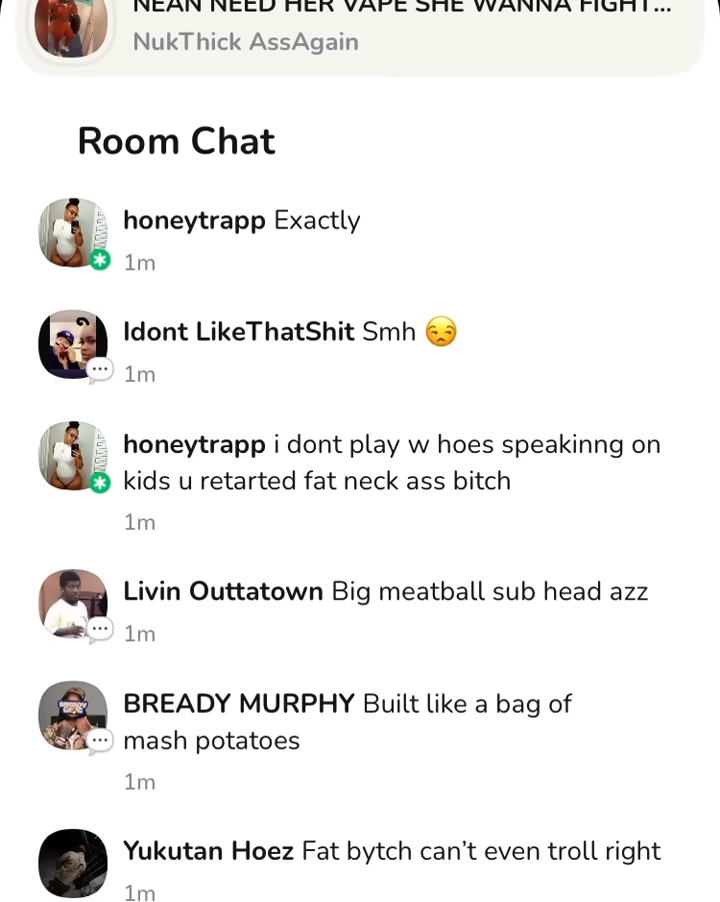 NEAN NEED HER VAPE SHE WANNA FIGHT...
NukThick AssAgain
Room Chat
honeytrapp Exactly
1m
Idont LikeThatShit Smh 😒
1m
honeytrapp i dont play w hoes speakinng on
kids u retarted fat neck ass bitch
1m
Livin Outtatown Big meatball sub head azz
1m
BREADY MURPHY Built like a bag of
mash potatoes
1m
Yukutan Hoez Fat bytch can’t even troll right
1m